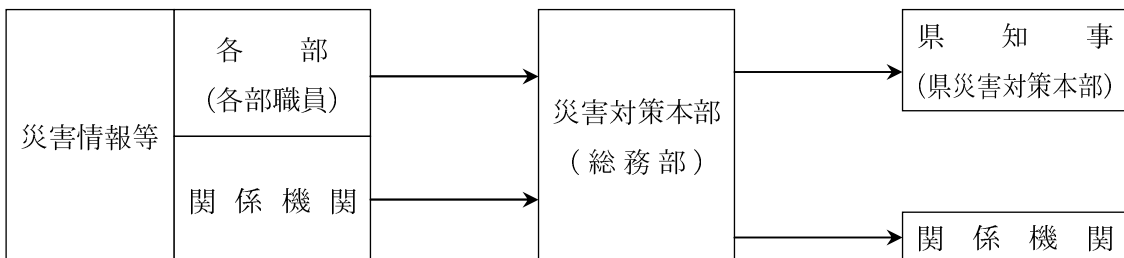 災害情報等
各部
(各部職員)
関係機関
災害対策本部
(総務部)
県知事
(県災害対策本部)
関係機関